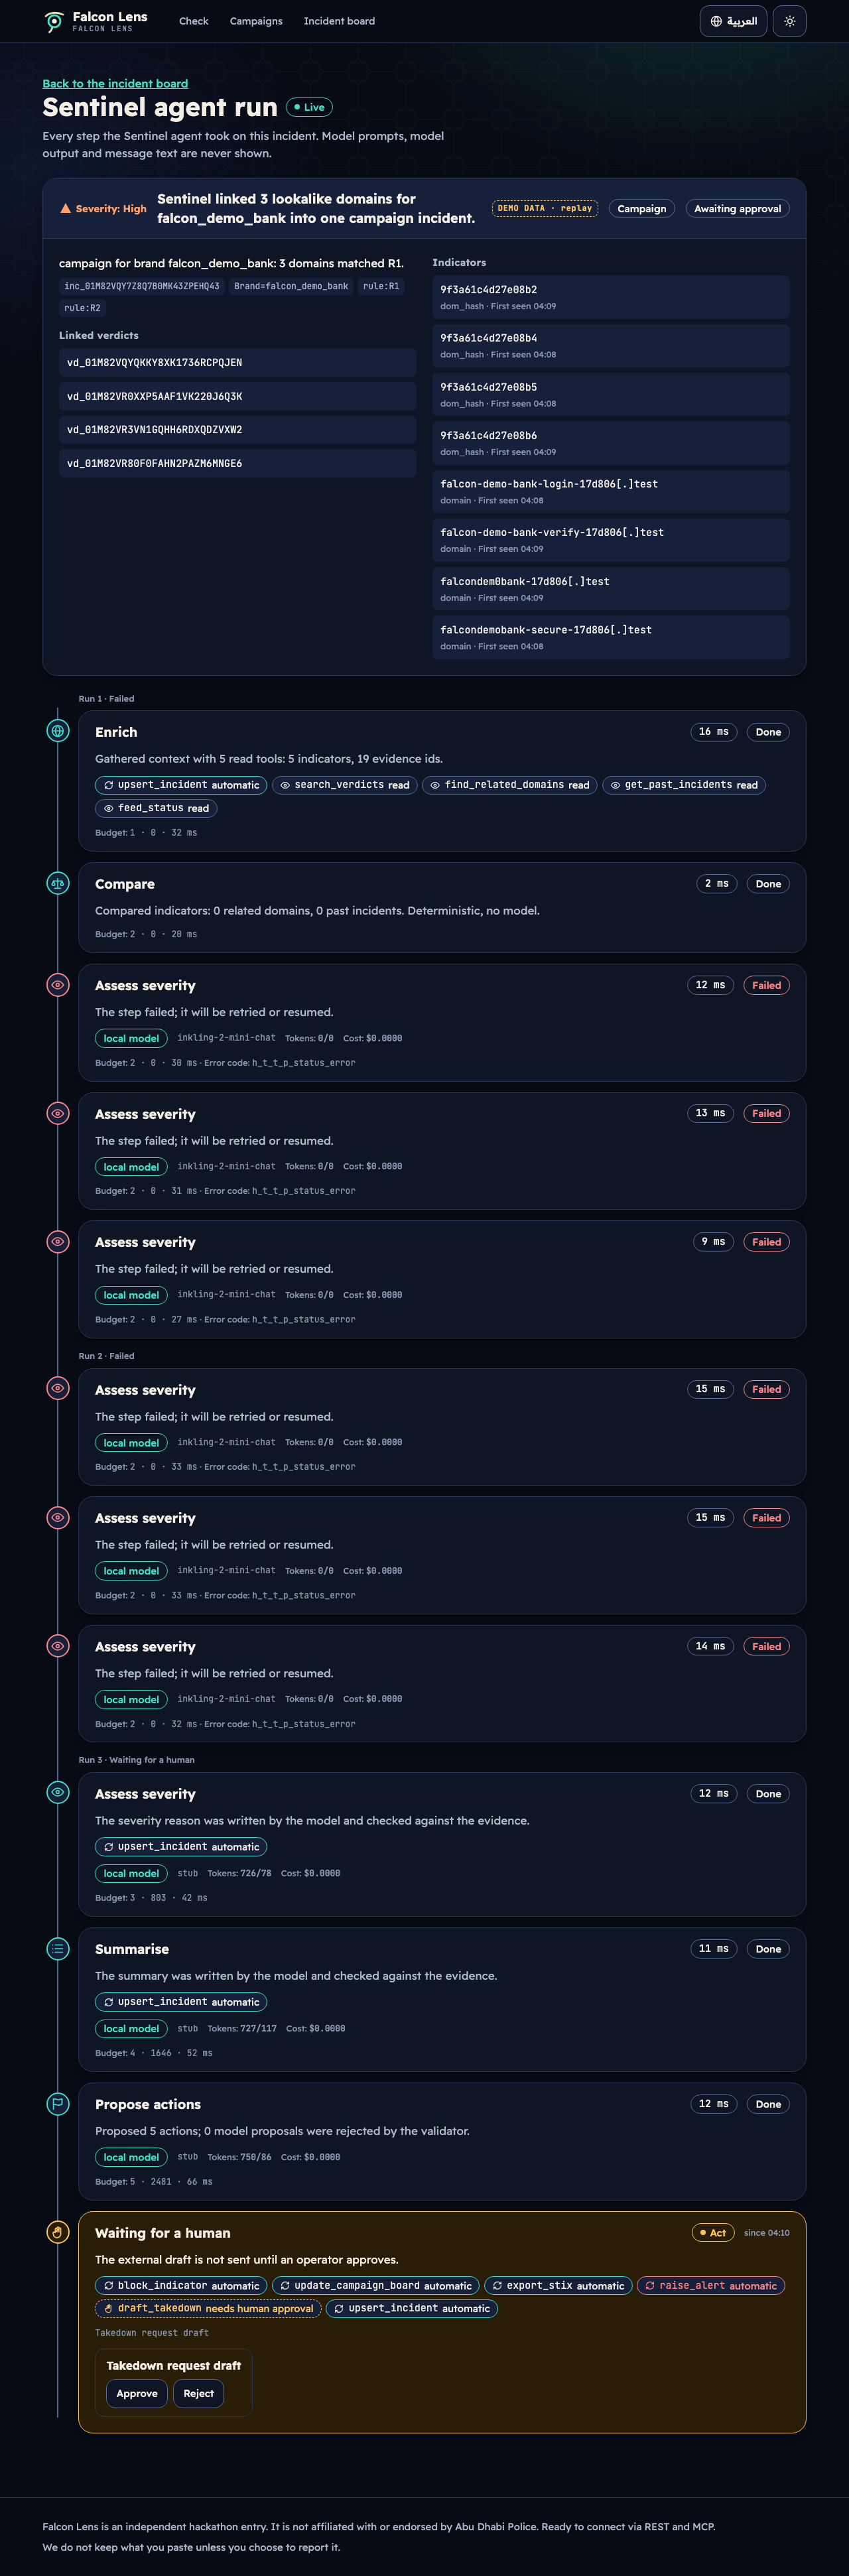 Falcon Lens
FALCON LENS
Check
Campaigns
Incident board
العربية
Back to the incident board
Sentinel agent run
Live
Every step the Sentinel agent took on this incident. Model prompts, model
output and message text are never shown.
Severity: High
Sentinel linked 3 lookalike domains for
falcon_demo_bank into one campaign incident.
DEMO DATA · replay
Campaign
Awaiting approval
campaign for brand falcon_demo_bank: 3 domains matched R1.
inc_01M82VQY7Z8Q7B0MK43ZPEHQ43
Brand=falcon_demo_bank
rule:R1
rule:R2
Linked verdicts
vd_01M82VQYQKKY8XK1736RCPQJEN
vd_01M82VR0XXP5AAF1VK220J6Q3K
vd_01M82VR3VN1GQHH6RDXQDZVXW2
vd_01M82VR80F0FAHN2PAZM6MNGE6
Indicators
9f3a61c4d27e08b2
dom_hash · First seen 04:09
9f3a61c4d27e08b4
dom_hash · First seen 04:08
9f3a61c4d27e08b5
dom_hash · First seen 04:08
9f3a61c4d27e08b6
dom_hash · First seen 04:09
falcon-demo-bank-login-17d806[.]test
domain · First seen 04:08
falcon-demo-bank-verify-17d806[.]test
domain · First seen 04:09
falcondem0bank-17d806[.]test
domain · First seen 04:09
falcondemobank-secure-17d806[.]test
domain · First seen 04:08
Run 1 · Failed
Enrich
16 ms
Done
Gathered context with 5 read tools: 5 indicators, 19 evidence ids.
upsert_incident automatic
search_verdicts read
find_related_domains read
get_past_incidents read
feed_status read
Budget: 1 · 0 · 32 ms
Compare
2 ms
Done
Compared indicators: 0 related domains, 0 past incidents. Deterministic, no model.
Budget: 2 · 0 · 20 ms
Assess severity
12 ms
Failed
The step failed; it will be retried or resumed.
local model
inkling-2-mini-chat
Tokens: 0/0
Cost: $0.0000
Budget: 2 · 0 · 30 ms · Error code: h_t_t_p_status_error
Assess severity
13 ms
Failed
The step failed; it will be retried or resumed.
local model
inkling-2-mini-chat
Tokens: 0/0
Cost: $0.0000
Budget: 2 · 0 · 31 ms · Error code: h_t_t_p_status_error
Assess severity
9 ms
Failed
The step failed; it will be retried or resumed.
local model
inkling-2-mini-chat
Tokens: 0/0
Cost: $0.0000
Budget: 2 · 0 · 27 ms · Error code: h_t_t_p_status_error
Run 2 · Failed
Assess severity
15 ms
Failed
The step failed; it will be retried or resumed.
local model
inkling-2-mini-chat
Tokens: 0/0
Cost: $0.0000
Budget: 2 · 0 · 33 ms · Error code: h_t_t_p_status_error
Assess severity
15 ms
Failed
The step failed; it will be retried or resumed.
local model
inkling-2-mini-chat
Tokens: 0/0
Cost: $0.0000
Budget: 2 · 0 · 33 ms · Error code: h_t_t_p_status_error
Assess severity
14 ms
Failed
The step failed; it will be retried or resumed.
local model
inkling-2-mini-chat
Tokens: 0/0
Cost: $0.0000
Budget: 2 · 0 · 32 ms · Error code: h_t_t_p_status_error
Run 3 · Waiting for a human
Assess severity
12 ms
Done
The severity reason was written by the model and checked against the evidence.
upsert_incident automatic
local model
stub
Tokens: 726/78
Cost: $0.0000
Budget: 3 · 803 · 42 ms
Summarise
11 ms
Done
The summary was written by the model and checked against the evidence.
upsert_incident automatic
local model
stub
Tokens: 727/117
Cost: $0.0000
Budget: 4 · 1646 · 52 ms
Propose actions
12 ms
Done
Proposed 5 actions; 0 model proposals were rejected by the validator.
local model
stub
Tokens: 750/86
Cost: $0.0000
Budget: 5 · 2481 · 66 ms
Waiting for a human
Act
since 04:10
The external draft is not sent until an operator approves.
block_indicator automatic
update_campaign_board automatic
export_stix automatic
raise_alert automatic
draft_takedown needs human approval
upsert_incident automatic
Takedown request draft
Takedown request draft
Approve
Reject
Falcon Lens is an independent hackathon entry. It is not affiliated with or endorsed by Abu Dhabi Police. Ready to connect via REST and MCP.
We do not keep what you paste unless you choose to report it.